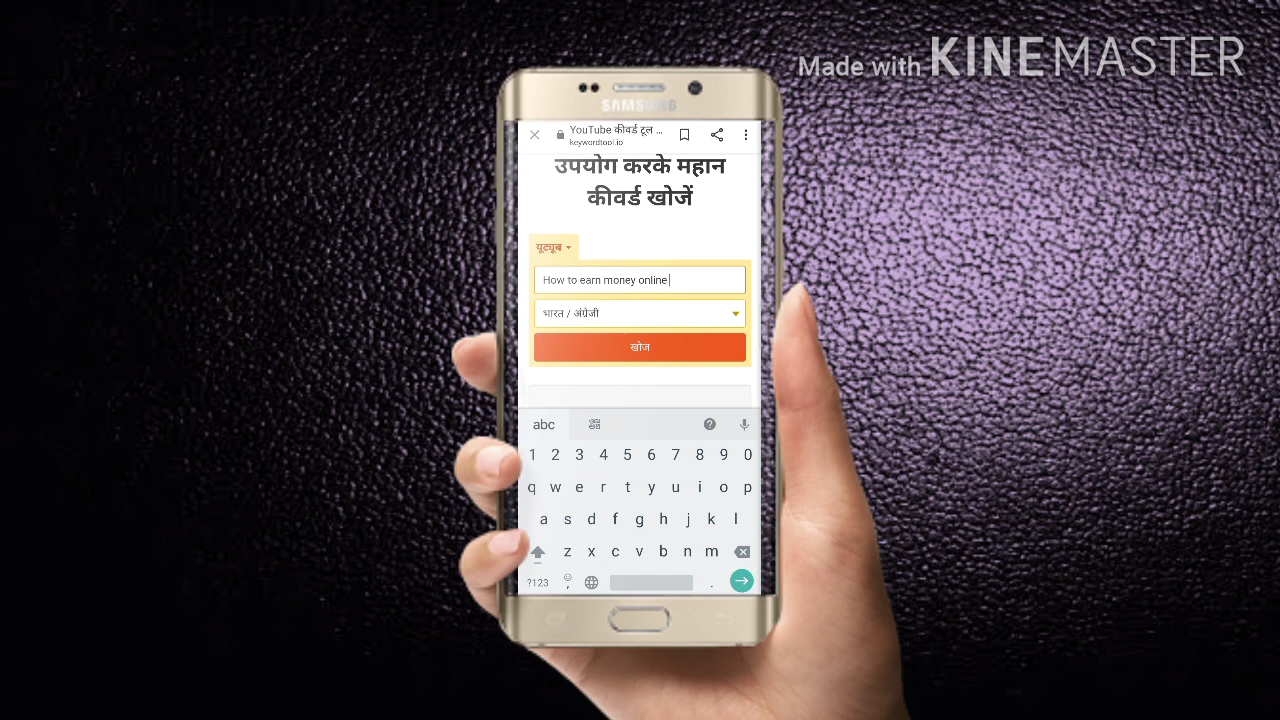 Made with KINEMASTER
SAMSUNG
YouTube कीवर्ड टूल ...
keywordtool.io
उपयोग करके महान
कीवर्ड खोजें
यूट्यूब
How to earn money online
भारत / अंग्रेजी
खोज
abc
1 2 3 4 5 6 7 8 9 0
q w e r t y u i o p
a s d f g h j k l
z x c v b n m
?123 , .